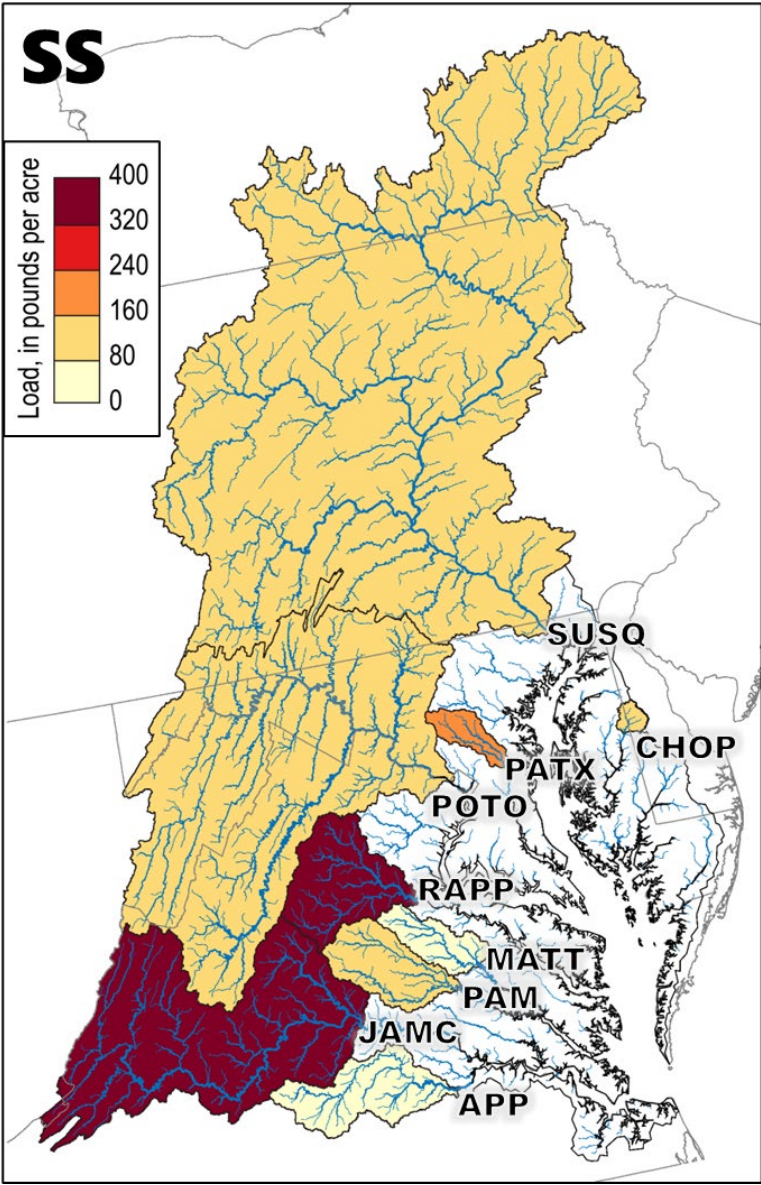 SS
Load, in pounds per acre
400
320
240
160
80
0
SUSQ
CHOP
PATX
POTO
RAPP
MATT
PAM
JAMC
APP